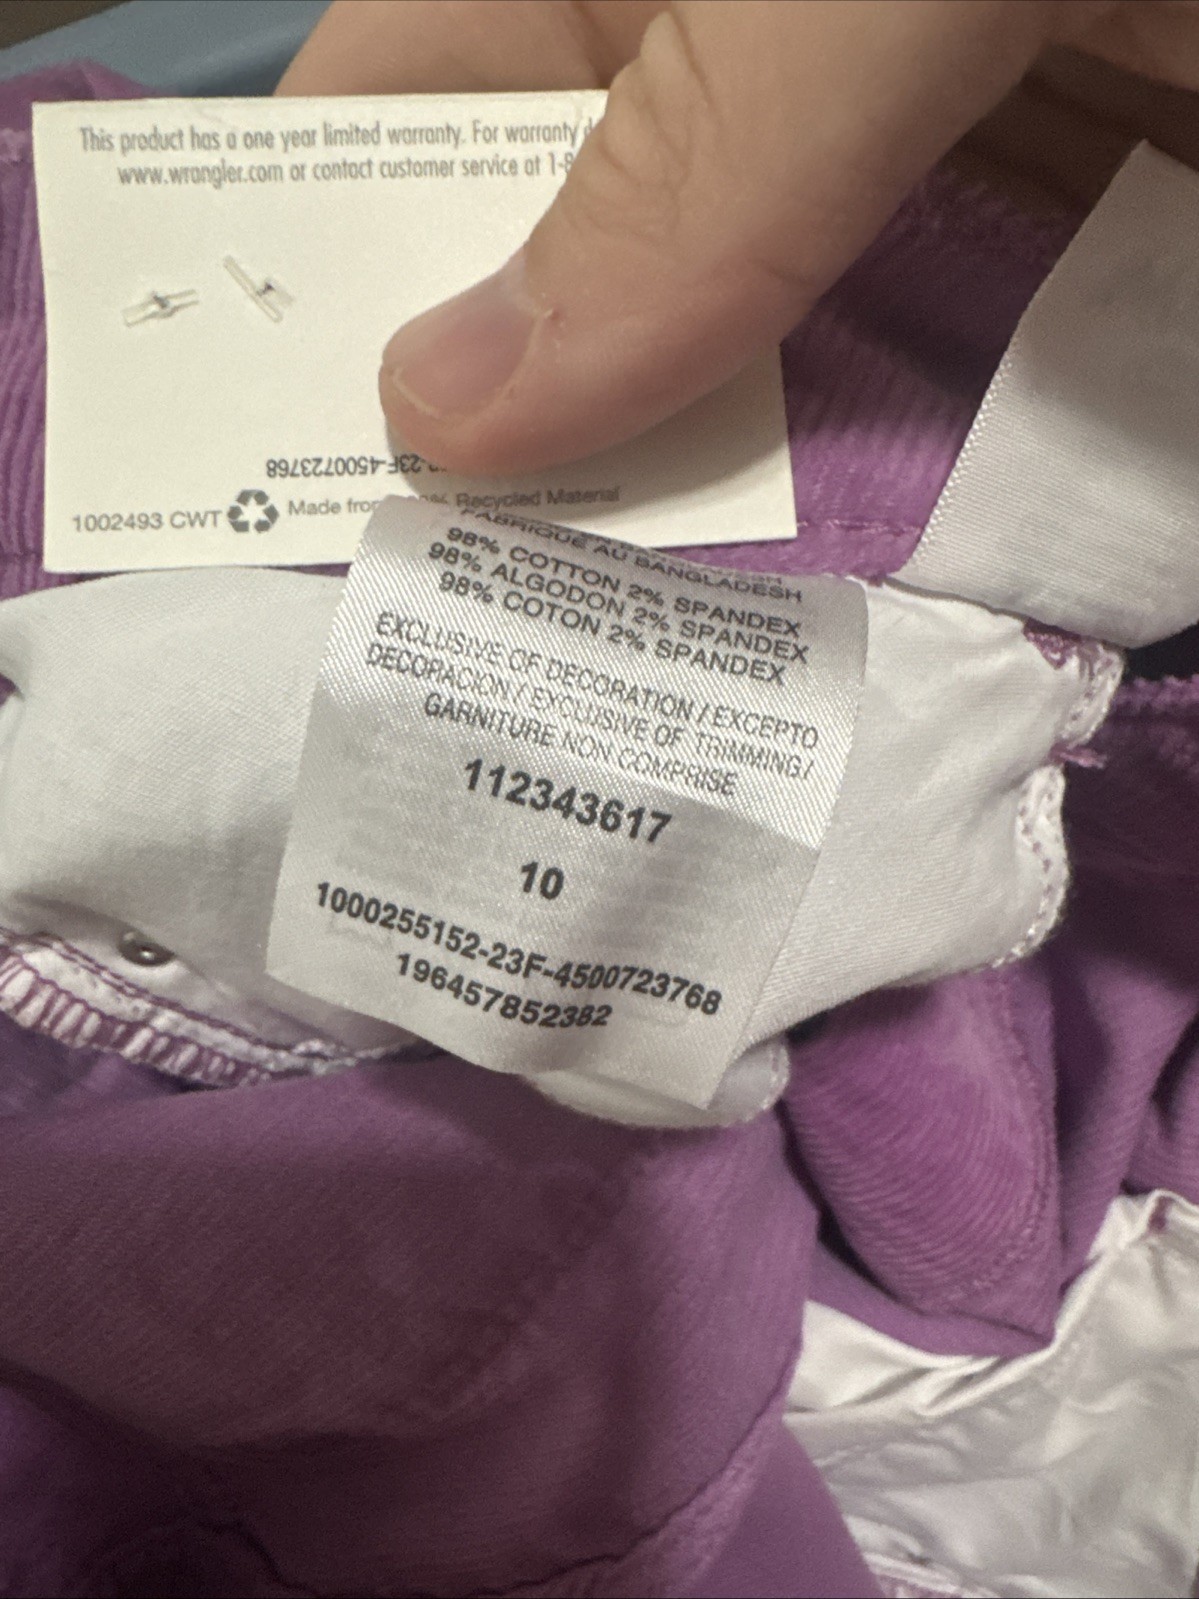 This product has a one year limited warranty. For warranty
www.wrangler.com or contact customer service at 1-8
23F-4500723768
1002493 CWT Made from Recycled Material
FABRIQUE AU BANGLADESH
98% COTTON 2% SPANDEX
98% ALGODON 2% SPANDEX
98% COTON 2% SPANDEX
EXCLUSIVE OF DECORATION / EXCEPTO
DECORACION / EXCLUSIVE OF TRIMMING /
GARNITURE NON COMPRISE
112343617
10
1000255152-23F-4500723768
196457852382